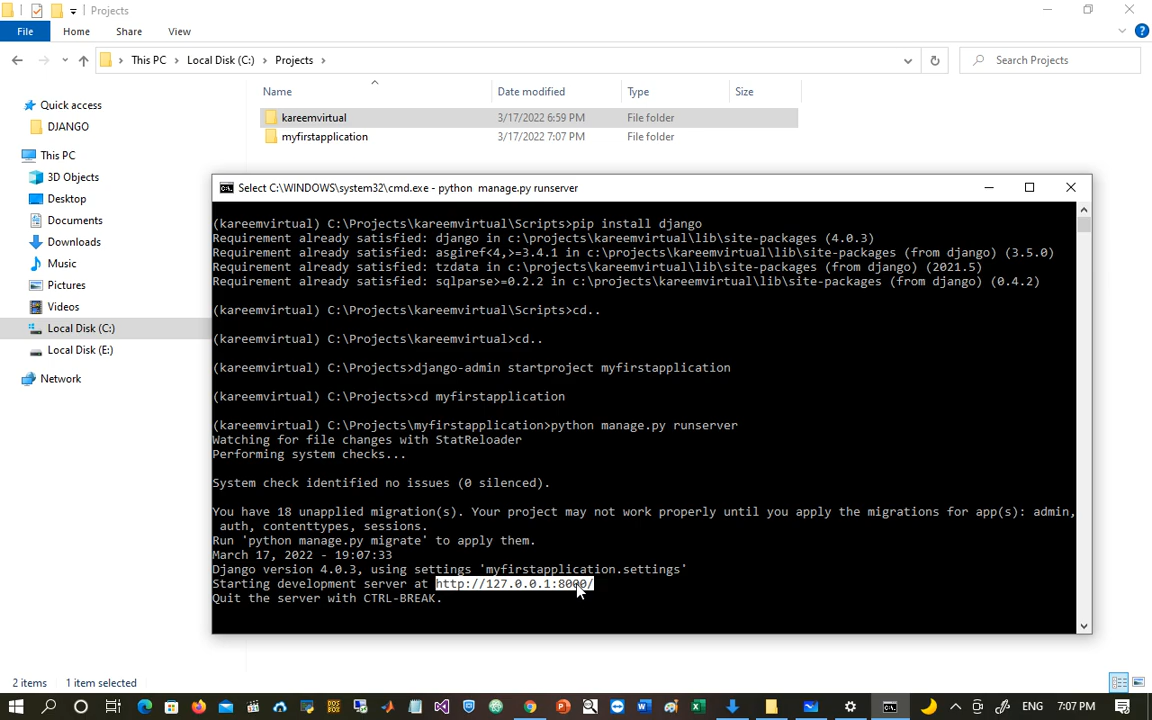 Projects
File Home Share View
This PC Local Disk (C:) Projects
Search Projects
Name Date modified Type Size
Quick access
DJANGO
This PC
3D Objects
Desktop
Documents
Downloads
Music
Pictures
Videos
Local Disk (C:)
Local Disk (E:)
Network
kareemvirtual 3/17/2022 6:59 PM File folder
myfirstapplication 3/17/2022 7:07 PM File folder
Select C:\WINDOWS\system32\cmd.exe - python manage.py runserver
(kareemvirtual) C:\Projects\kareemvirtual\Scripts>pip install django
Requirement already satisfied: django in c:\projects\kareemvirtual\lib\site-packages (4.0.3)
Requirement already satisfied: asgiref<4,>=3.4.1 in c:\projects\kareemvirtual\lib\site-packages (from django) (3.5.0)
Requirement already satisfied: tzdata in c:\projects\kareemvirtual\lib\site-packages (from django) (2021.5)
Requirement already satisfied: sqlparse>=0.2.2 in c:\projects\kareemvirtual\lib\site-packages (from django) (0.4.2)
(kareemvirtual) C:\Projects\kareemvirtual\Scripts>cd..
(kareemvirtual) C:\Projects\kareemvirtual>cd..
(kareemvirtual) C:\Projects>django-admin startproject myfirstapplication
(kareemvirtual) C:\Projects>cd myfirstapplication
(kareemvirtual) C:\Projects\myfirstapplication>python manage.py runserver
Watching for file changes with StatReloader
Performing system checks...
System check identified no issues (0 silenced).
You have 18 unapplied migration(s). Your project may not work properly until you apply the migrations for app(s): admin,
auth, contenttypes, sessions.
Run 'python manage.py migrate' to apply them.
March 17, 2022 - 19:07:33
Django version 4.0.3, using settings 'myfirstapplication.settings'
Starting development server at http://127.0.0.1:8000/
Quit the server with CTRL-BREAK.
2 items 1 item selected
ENG 7:07 PM